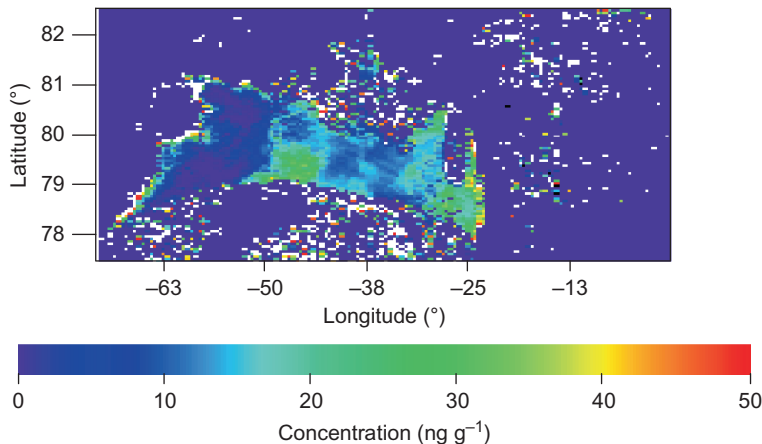 82
81
80
79
78
Latitude (°)
–63 –50 –38 –25 –13
Longitude (°)
0 10 20 30 40 50
Concentration (ng g–1)